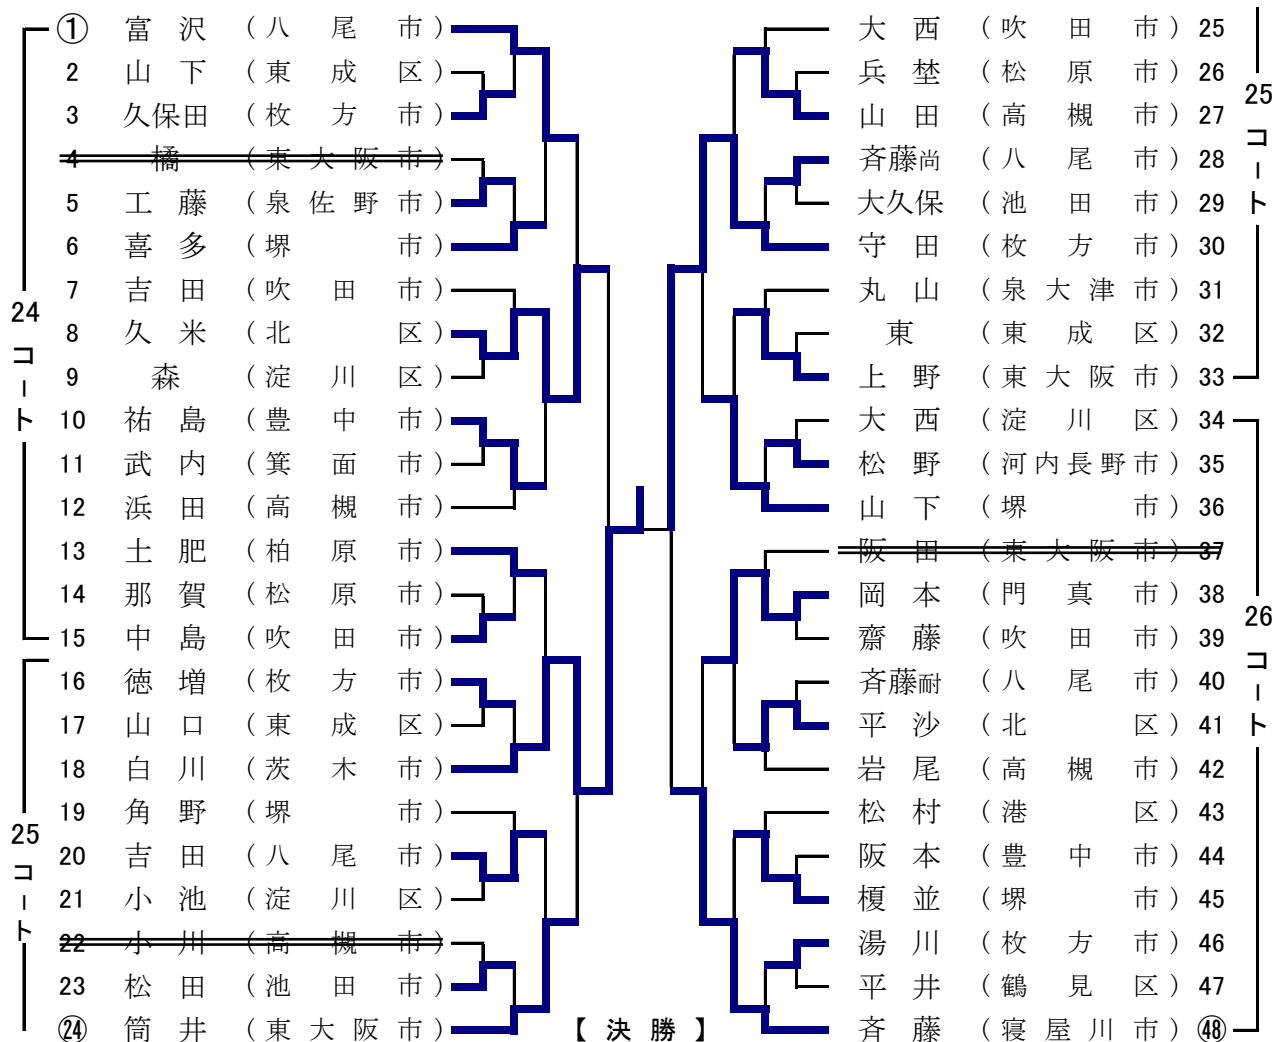 ① 富沢 (八尾市)
2 山下 (東成区)
3 久保田 (枚方市)
4 橘 (東大阪市)
5 工藤 (泉佐野市)
6 喜多 (堺市)
7 吉田 (吹田市)
8 久米 (北区)
9 森 (淀川区)
10 祐島 (豊中市)
11 武内 (箕面市)
12 浜田 (高槻市)
13 土肥 (柏原市)
14 那賀 (松原市)
15 中島 (吹田市)
16 徳増 (枚方市)
17 山口 (東成区)
18 白川 (茨木市)
19 角野 (堺市)
20 吉田 (八尾市)
21 小池 (淀川区)
22 小川 (高槻市)
23 松田 (池田市)
㉔ 筒井 (東大阪市)
24コート
25コート
【決勝】
大西 (吹田市) 25
兵埜 (松原市) 26
山田 (高槻市) 27
斉藤尚 (八尾市) 28
大久保 (池田市) 29
守田 (枚方市) 30
丸山 (泉大津市) 31
東 (東成区) 32
上野 (東大阪市) 33
大西 (淀川区) 34
松野 (河内長野市) 35
山下 (堺市) 36
阪田 (東大阪市) 37
岡本 (門真市) 38
齋藤 (吹田市) 39
斉藤耐 (八尾市) 40
平沙 (北区) 41
岩尾 (高槻市) 42
松村 (港区) 43
阪本 (豊中市) 44
榎並 (堺市) 45
湯川 (枚方市) 46
平井 (鶴見区) 47
斉藤 (寝屋川市) ㊽
25コート
26コート